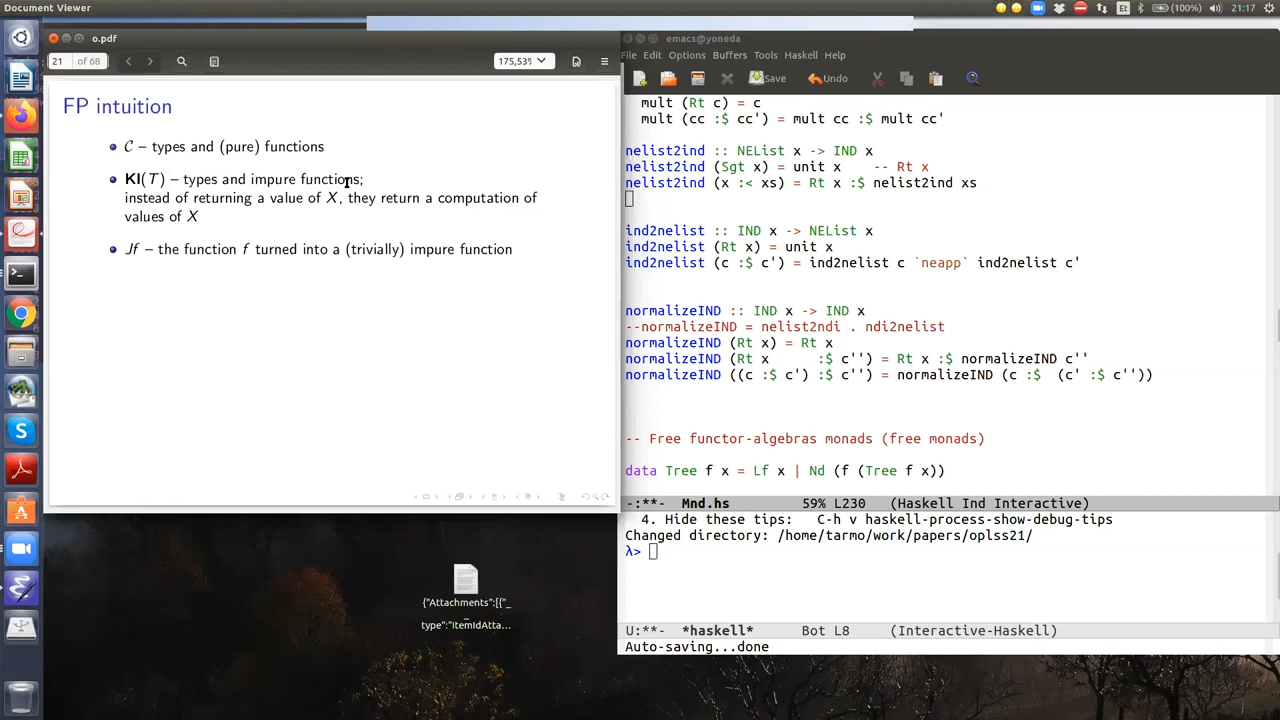 Document Viewer
Et
(100%)
21:17
o.pdf
21 of 68
175,53%
FP intuition
C – types and (pure) functions
Kl(T) – types and impure functions;
instead of returning a value of X, they return a computation of
values of X
Jf – the function f turned into a (trivially) impure function
emacs@yoneda
File Edit Options Buffers Tools Haskell Help
Save Undo
mult (Rt c) = c
mult (cc :$ cc') = mult cc :$ mult cc'
nelist2ind :: NEList x -> IND x
nelist2ind (Sgt x) = unit x -- Rt x
nelist2ind (x :< xs) = Rt x :$ nelist2ind xs
ind2nelist :: IND x -> NEList x
ind2nelist (Rt x) = unit x
ind2nelist (c :$ c') = ind2nelist c `neapp` ind2nelist c'
normalizeIND :: IND x -> IND x
--normalizeIND = nelist2ndi . ndi2nelist
normalizeIND (Rt x) = Rt x
normalizeIND (Rt x :$ c'') = Rt x :$ normalizeIND c''
normalizeIND ((c :$ c') :$ c'') = normalizeIND (c :$ (c' :$ c''))
-- Free functor-algebras monads (free monads)
data Tree f x = Lf x | Nd (f (Tree f x))
-:**- Mnd.hs 59% L230 (Haskell Ind Interactive)
4. Hide these tips: C-h v haskell-process-show-debug-tips
Changed directory: /home/tarmo/work/papers/oplss21/
λ>
U:**- *haskell* Bot L8 (Interactive-Haskell)
Auto-saving...done
{"Attachments":[{"_
_
type":"ItemIdAtta...